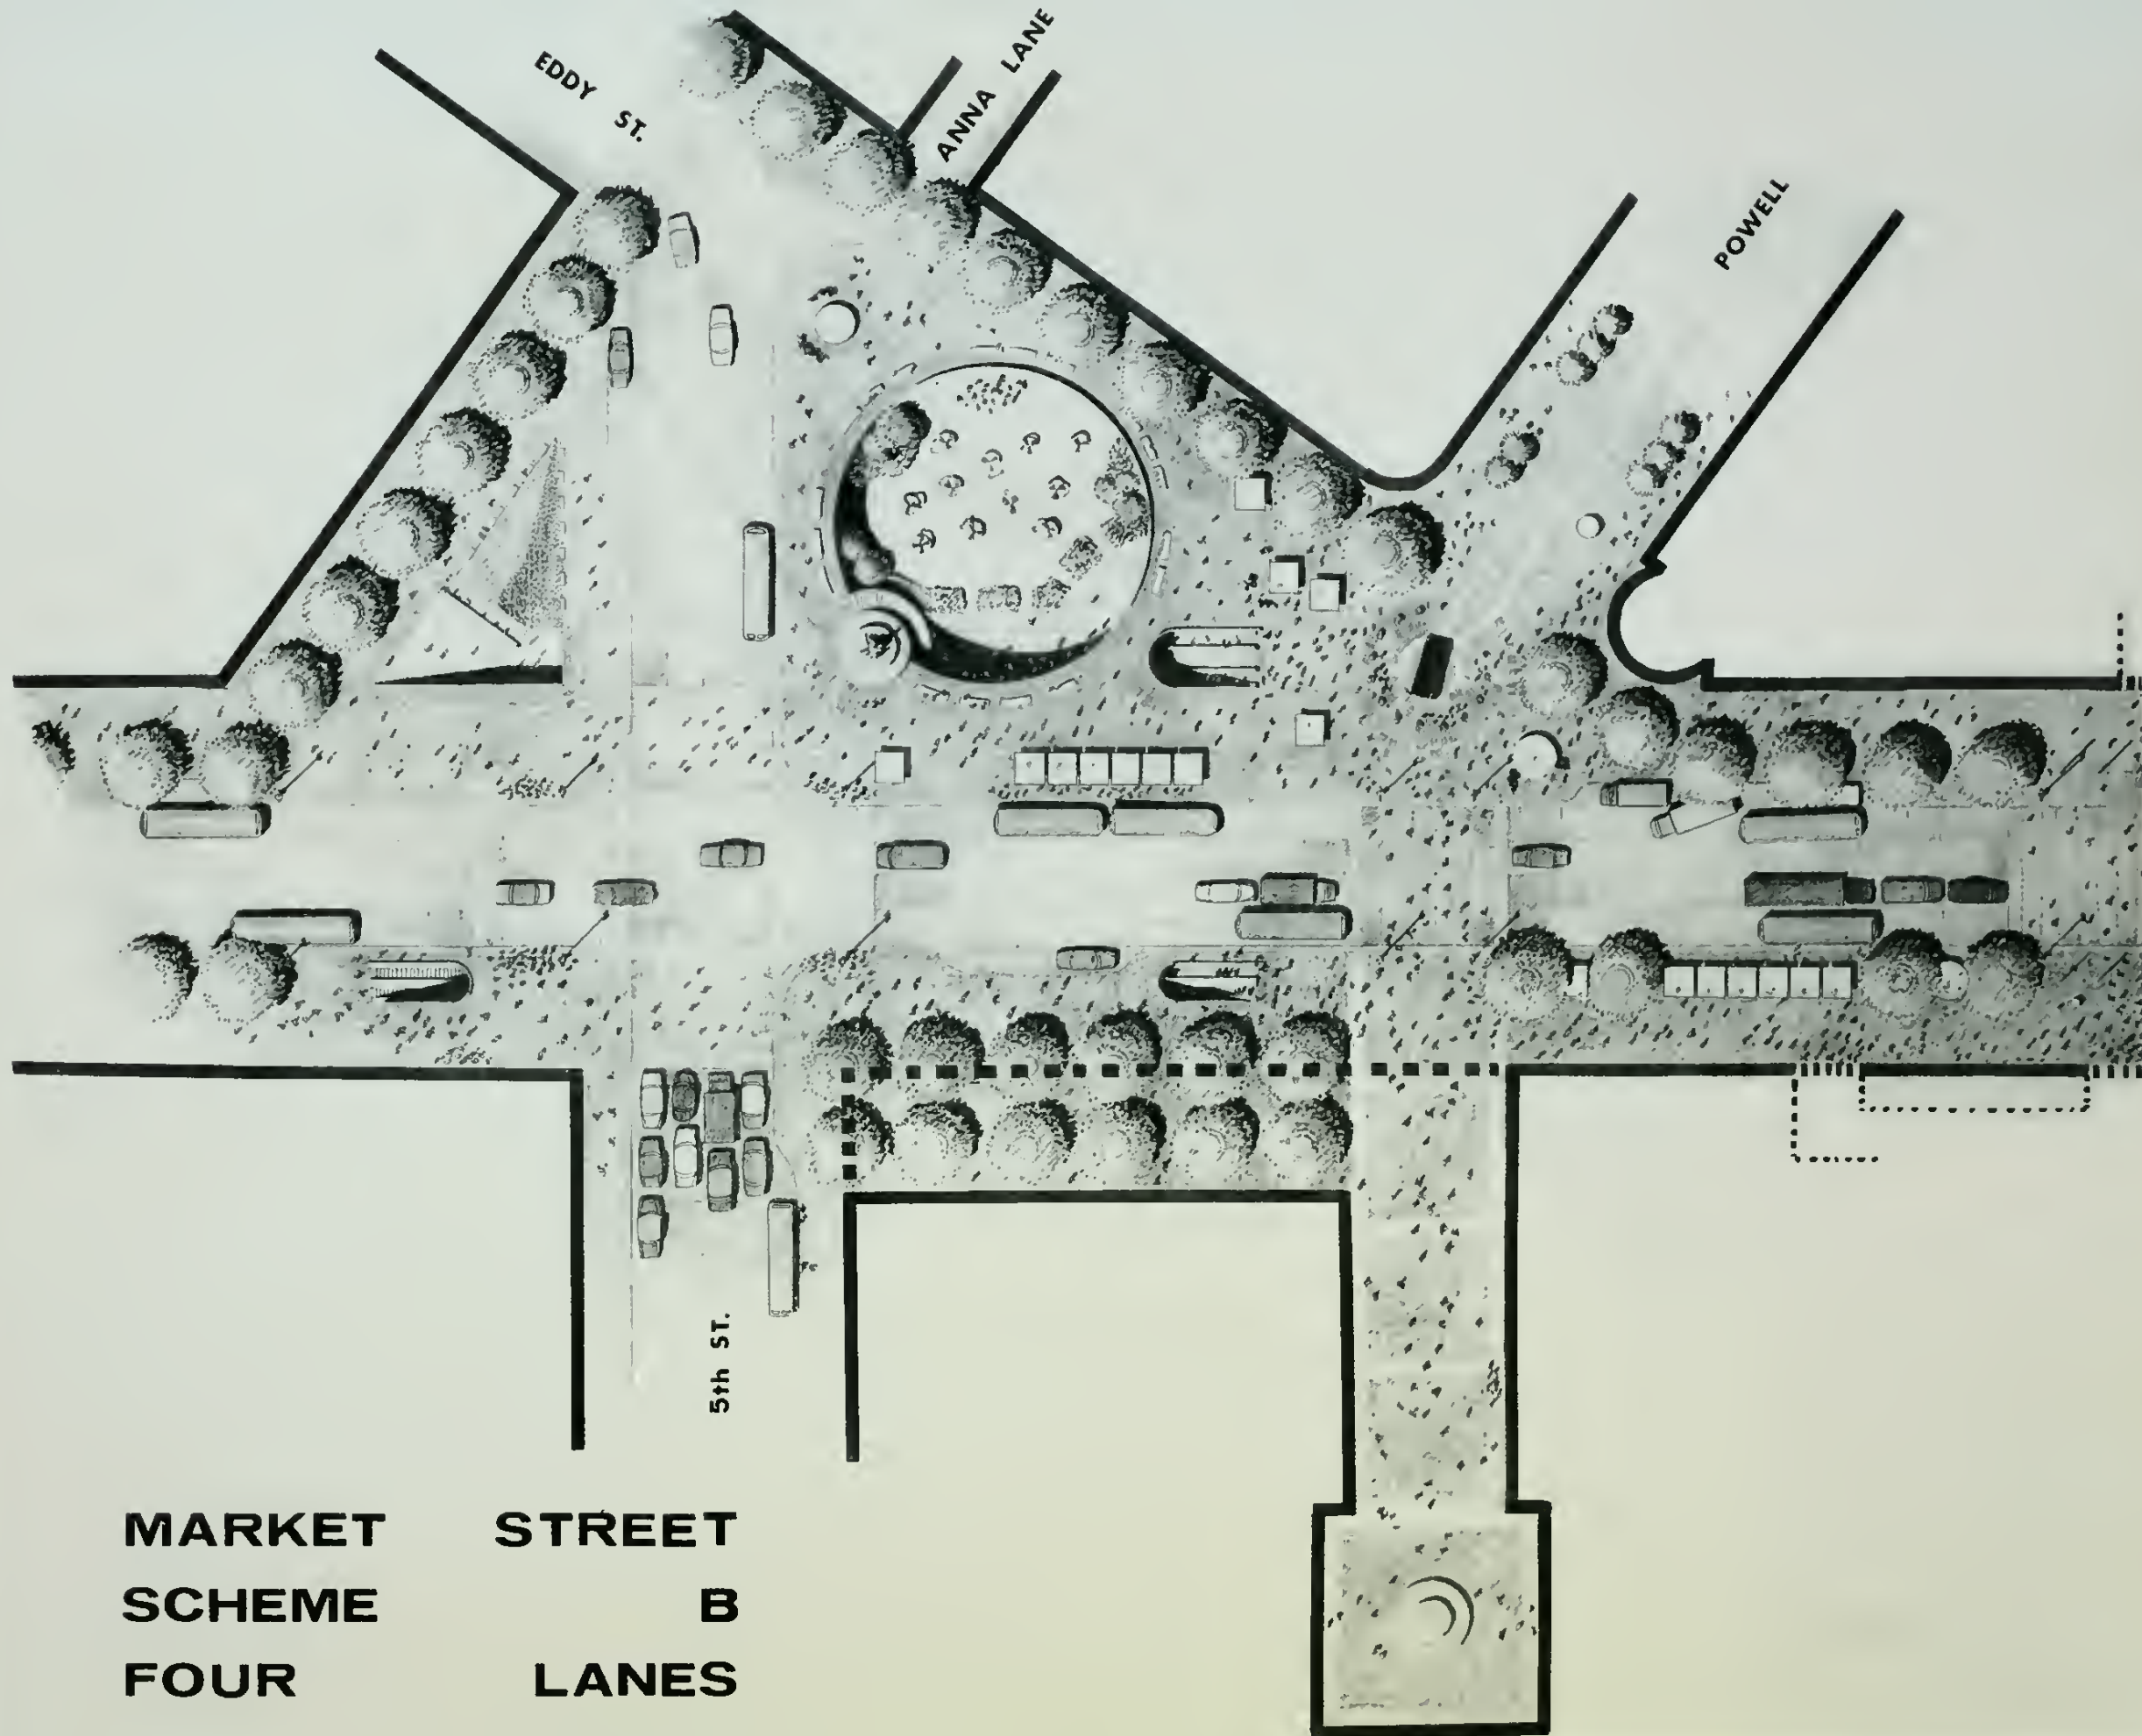 EDDY ST.
ANNA LANE
POWELL
5th ST.
MARKET STREET
SCHEME B
FOUR LANES